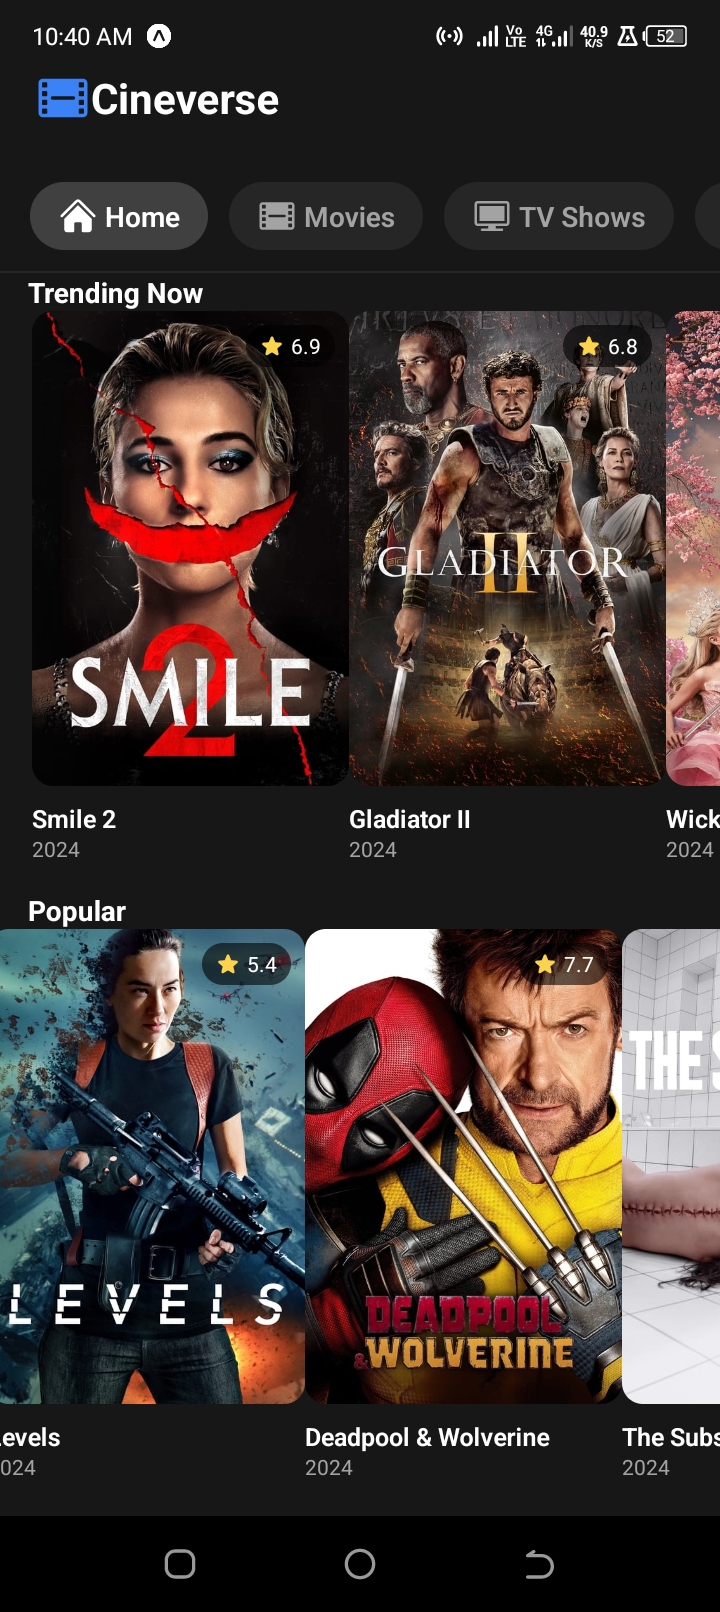 10:40 AM
Vo
LTE
4G
40.9
K/S
52
Cineverse
Home
Movies
TV Shows
Trending Now
6.9
6.8
SMILE
2
GLADIATOR
II
Smile 2
Gladiator II
Wick
2024
2024
2024
Popular
5.4
7.7
THE S
LEVELS
DEADPOOL
& WOLVERINE
evels
Deadpool & Wolverine
The Subs
024
2024
2024